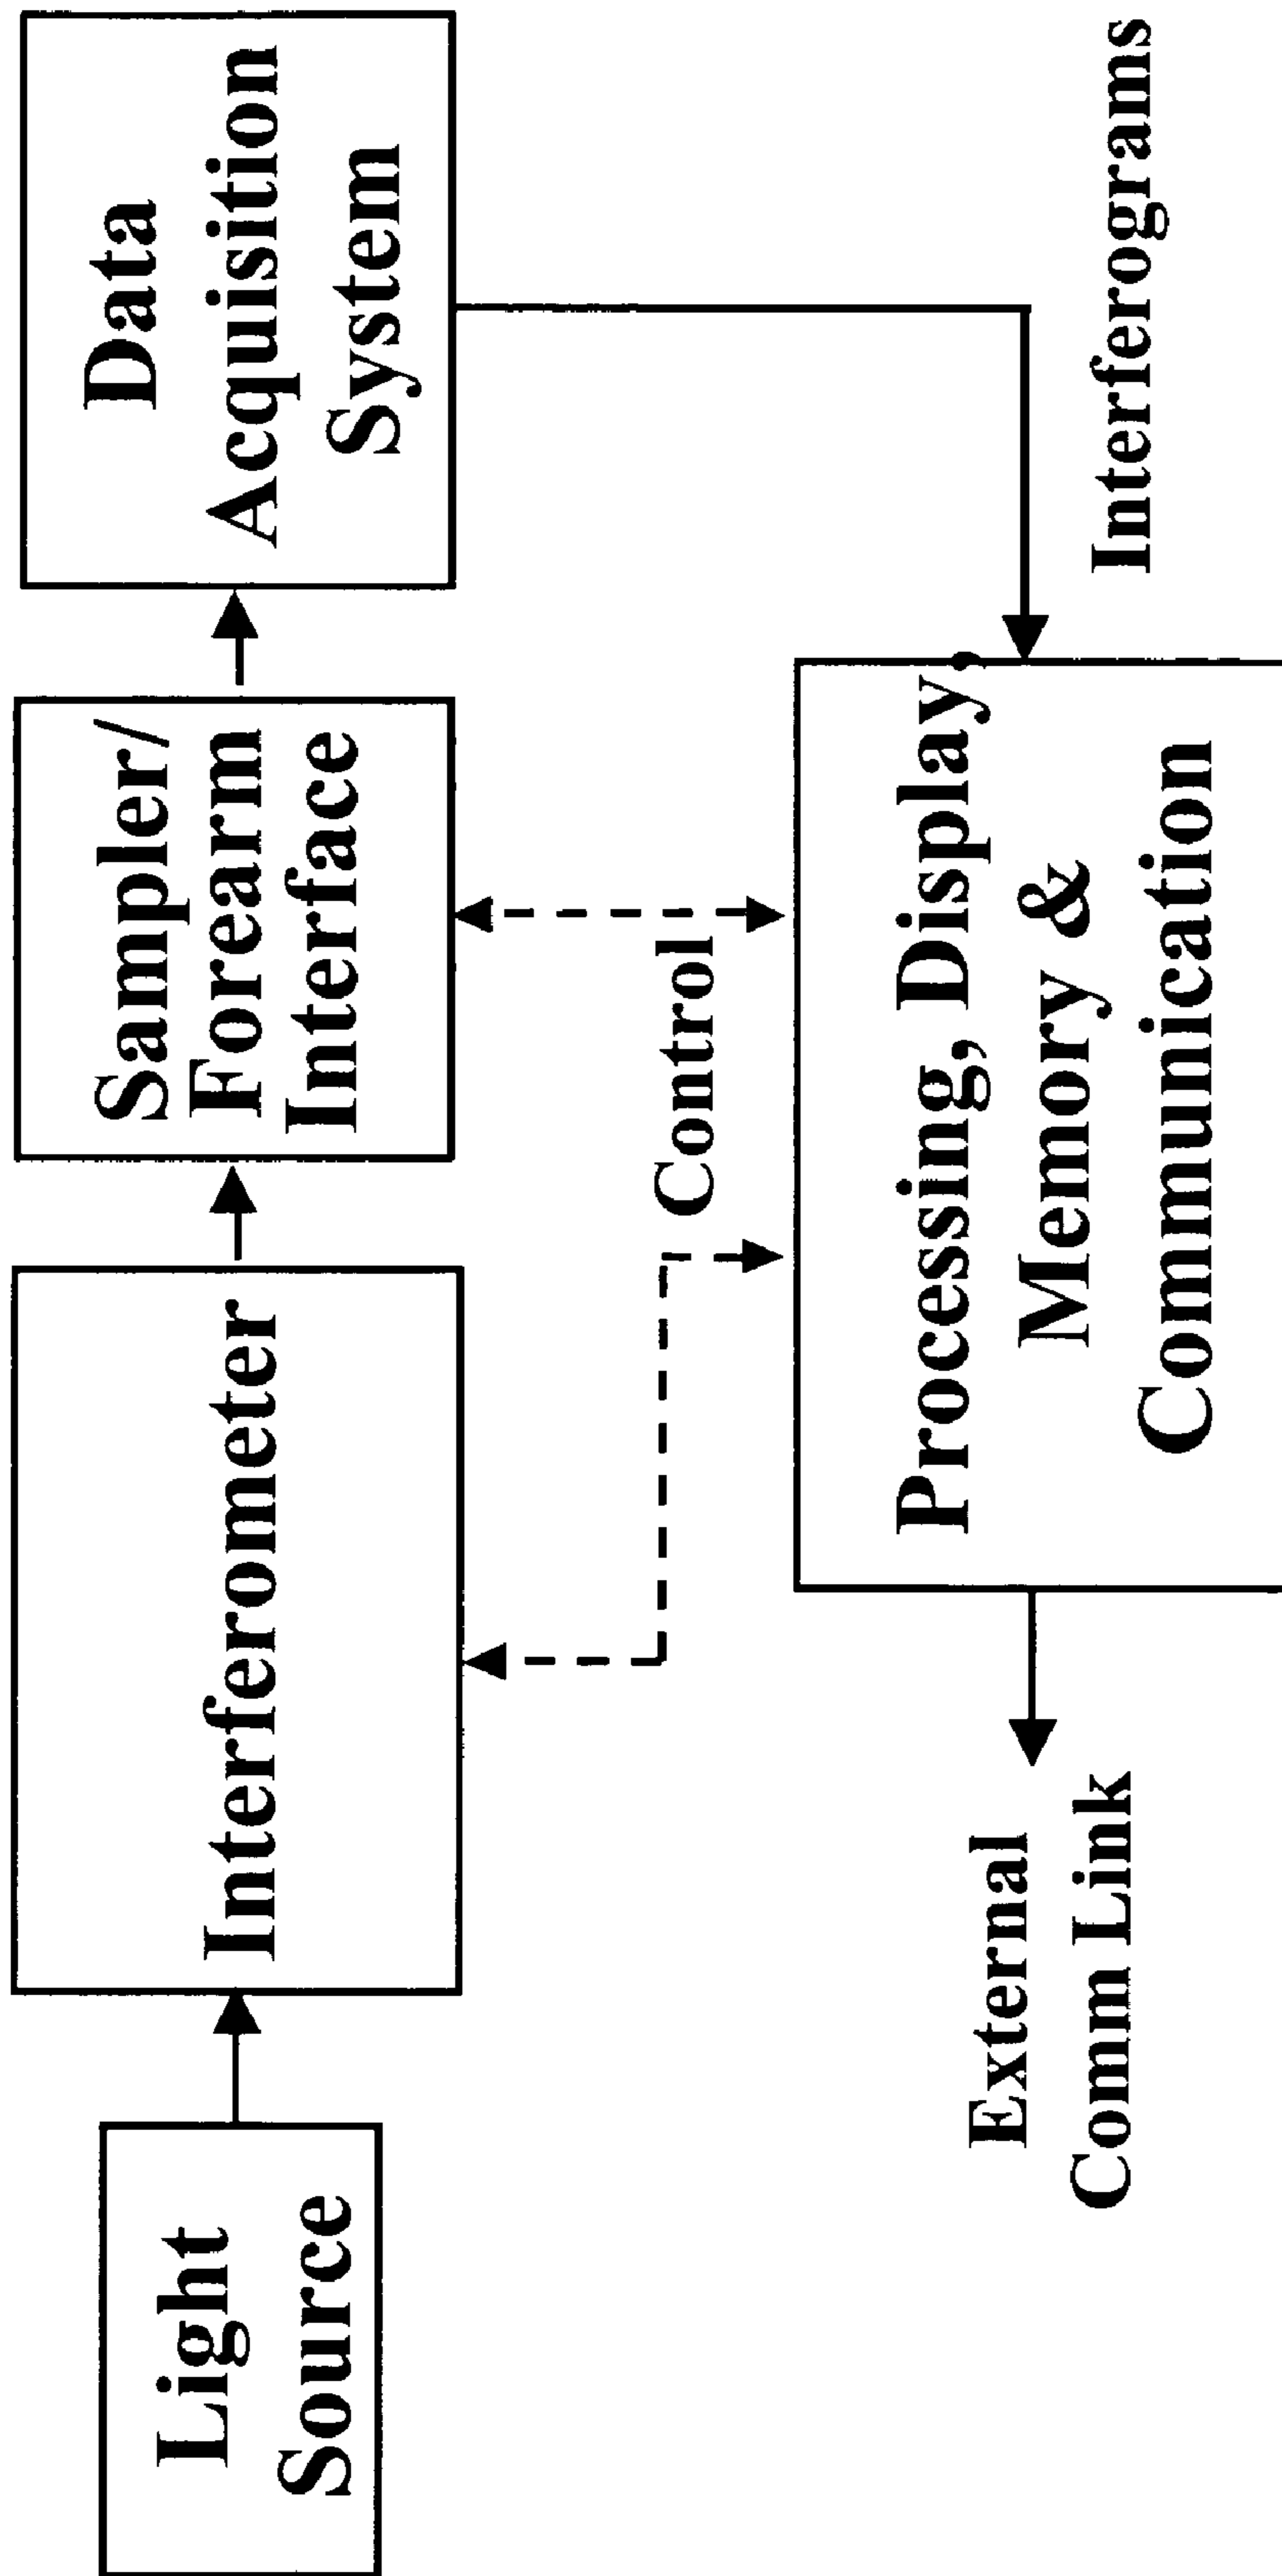 Light
Source
Interferometer
Sampler/
Forearm
Interface
Data
Acquisition
System
Control
External
Comm Link
Processing, Display,
Memory &
Communication
Interferograms